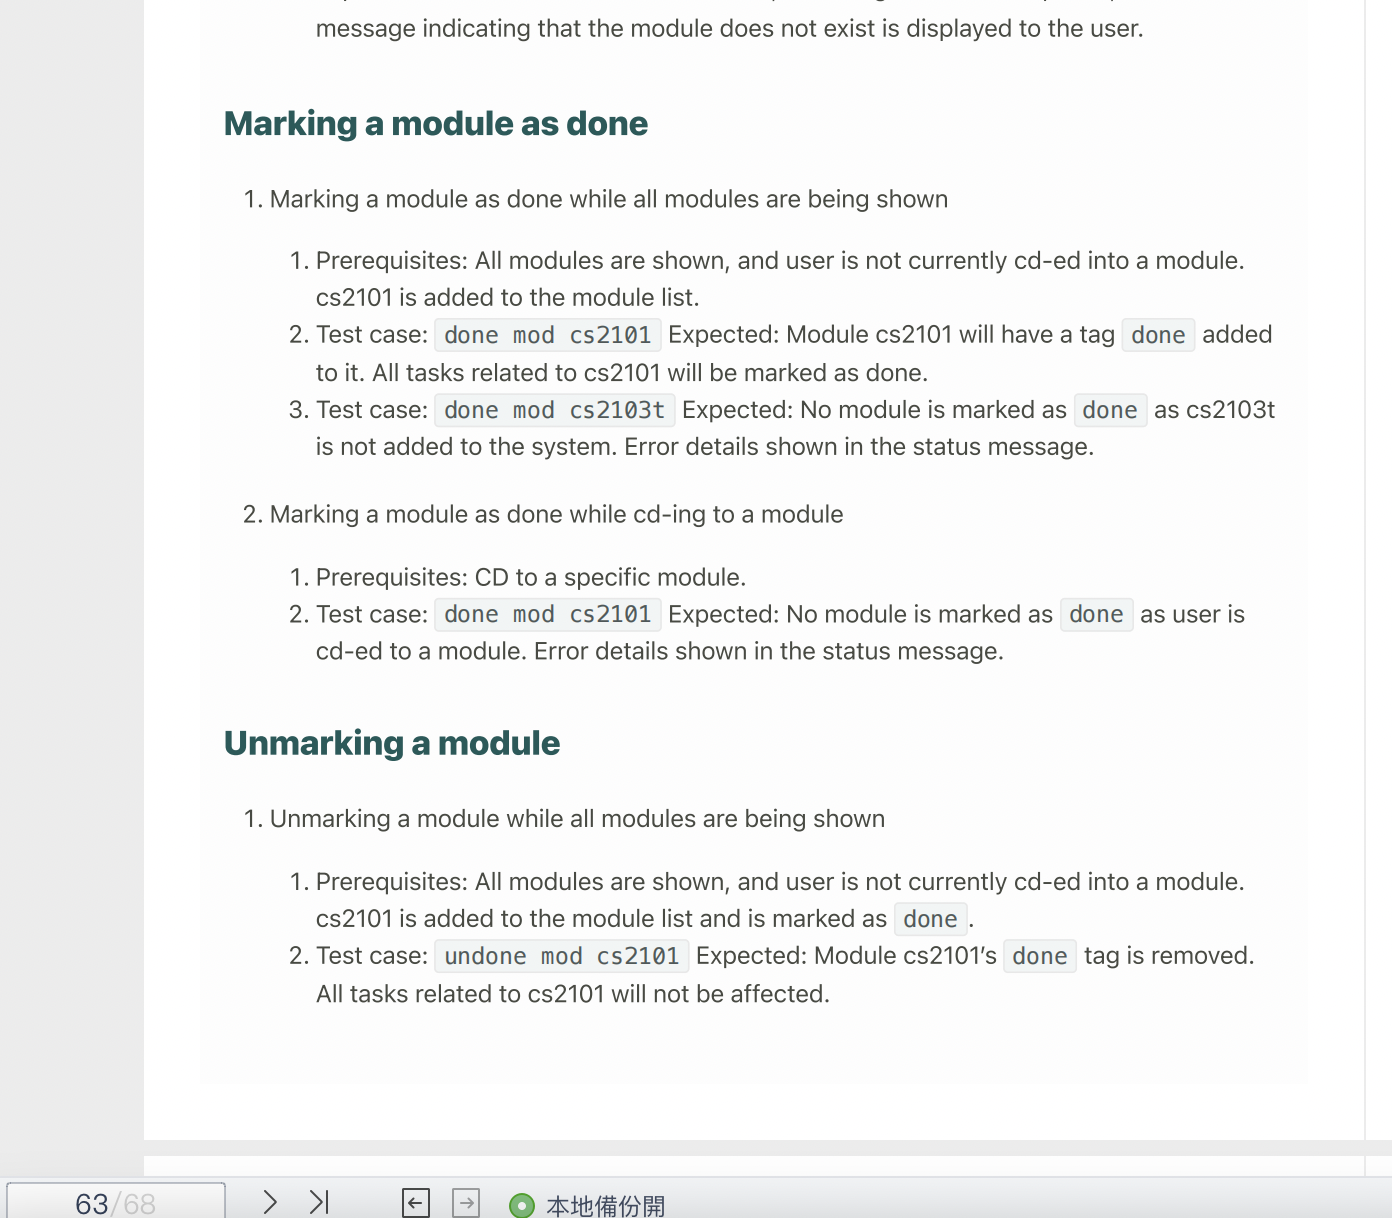 message indicating that the module does not exist is displayed to the user.
Marking a module as done
1. Marking a module as done while all modules are being shown
1. Prerequisites: All modules are shown, and user is not currently cd-ed into a module.
cs2101 is added to the module list.
2. Test case: done mod cs2101 Expected: Module cs2101 will have a tag done added
to it. All tasks related to cs2101 will be marked as done.
3. Test case: done mod cs2103t Expected: No module is marked as done as cs2103t
is not added to the system. Error details shown in the status message.
2. Marking a module as done while cd-ing to a module
1. Prerequisites: CD to a specific module.
2. Test case: done mod cs2101 Expected: No module is marked as done as user is
cd-ed to a module. Error details shown in the status message.
Unmarking a module
1. Unmarking a module while all modules are being shown
1. Prerequisites: All modules are shown, and user is not currently cd-ed into a module.
cs2101 is added to the module list and is marked as done.
2. Test case: undone mod cs2101 Expected: Module cs2101’s done tag is removed.
All tasks related to cs2101 will not be affected.
63/68 本地備份開